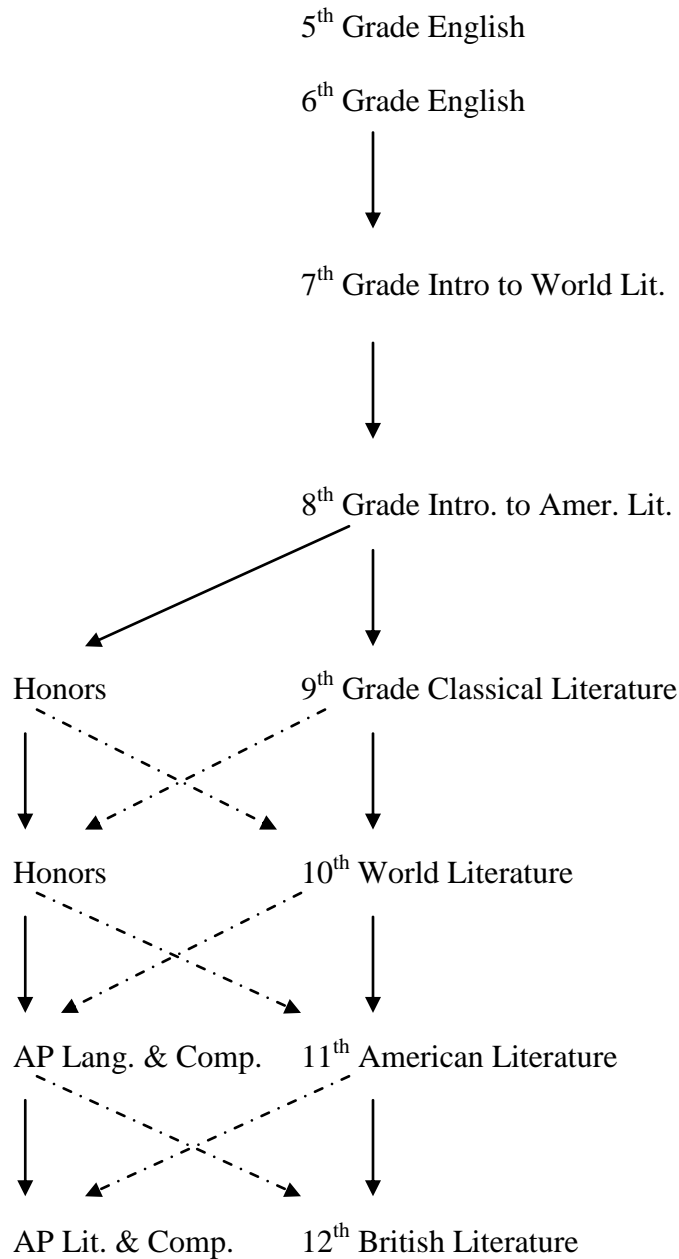 5th Grade English
6th Grade English
7th Grade Intro to World Lit.
8th Grade Intro. to Amer. Lit.
Honors 9th Grade Classical Literature
Honors 10th World Literature
AP Lang. & Comp. 11th American Literature
AP Lit. & Comp. 12th British Literature